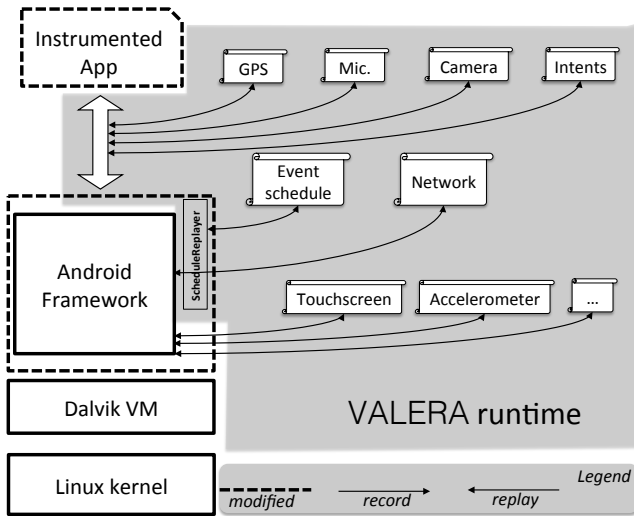 Instrumented
App
GPS
Mic.
Camera
Intents
Event
schedule
Network
ScheduleReplayer
Android
Framework
Touchscreen
Accelerometer
...
Dalvik VM
VALERA runtime
Linux kernel
Legend
modified
record
replay